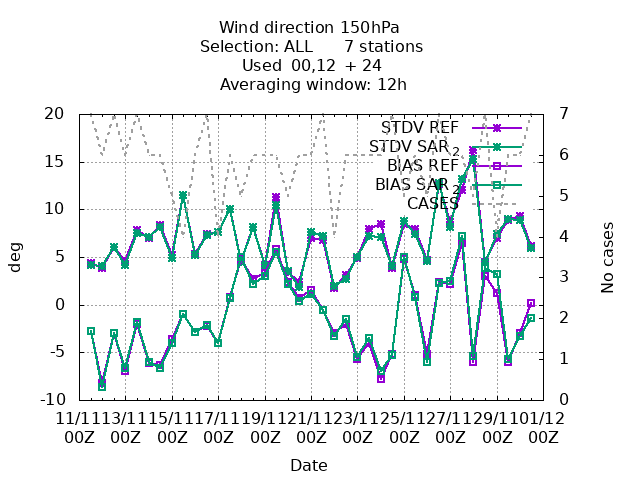 Wind direction 150hPa
Selection: ALL 7 stations
Used 00,12 + 24
Averaging window: 12h
20 7
STDV REF
STDV SAR 2
15 6
BIAS REF
BIAS SAR 2
10 5
CASES
5 4
deg
No cases
3
0
2
-5 1
-10 0
11/11 13/11 15/11 17/11 19/11 21/11 23/11 25/11 27/11 29/11 01/12
00Z 00Z 00Z 00Z 00Z 00Z 00Z 00Z 00Z 00Z 00Z
Date